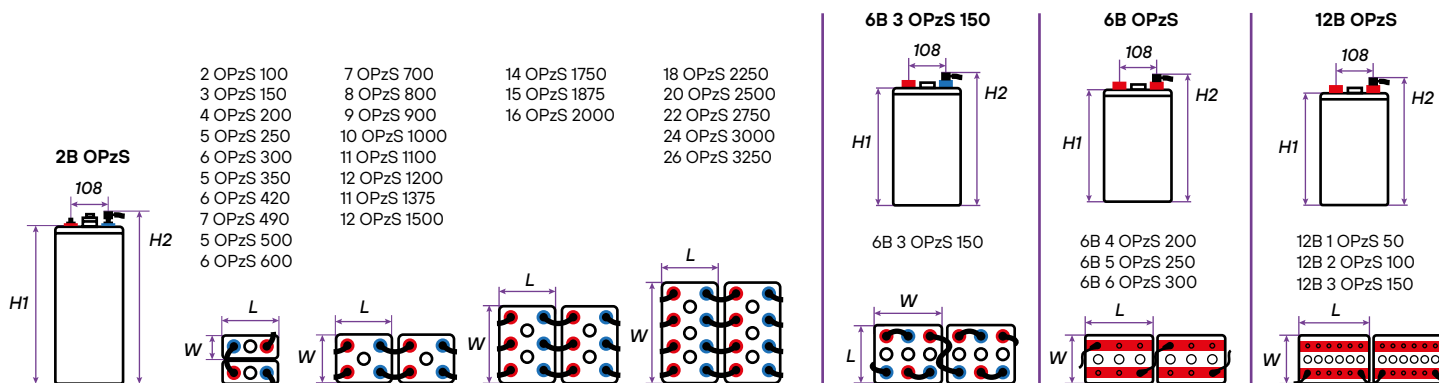 2B OPzS
108
H2
H1
2 OPzS 100
3 OPzS 150
4 OPzS 200
5 OPzS 250
6 OPzS 300
5 OPzS 350
6 OPzS 420
7 OPzS 490
5 OPzS 500
6 OPzS 600
L
W
7 OPzS 700
8 OPzS 800
9 OPzS 900
10 OPzS 1000
11 OPzS 1100
12 OPzS 1200
11 OPzS 1375
12 OPzS 1500
L
W
14 OPzS 1750
15 OPzS 1875
16 OPzS 2000
L
W
18 OPzS 2250
20 OPzS 2500
22 OPzS 2750
24 OPzS 3000
26 OPzS 3250
L
W
6B 3 OPzS 150
108
H2
H1
6B 3 OPzS 150
W
L
6B OPzS
108
H2
H1
6B 4 OPzS 200
6B 5 OPzS 250
6B 6 OPzS 300
L
W
12B OPzS
108
H2
H1
12B 1 OPzS 50
12B 2 OPzS 100
12B 3 OPzS 150
L
W